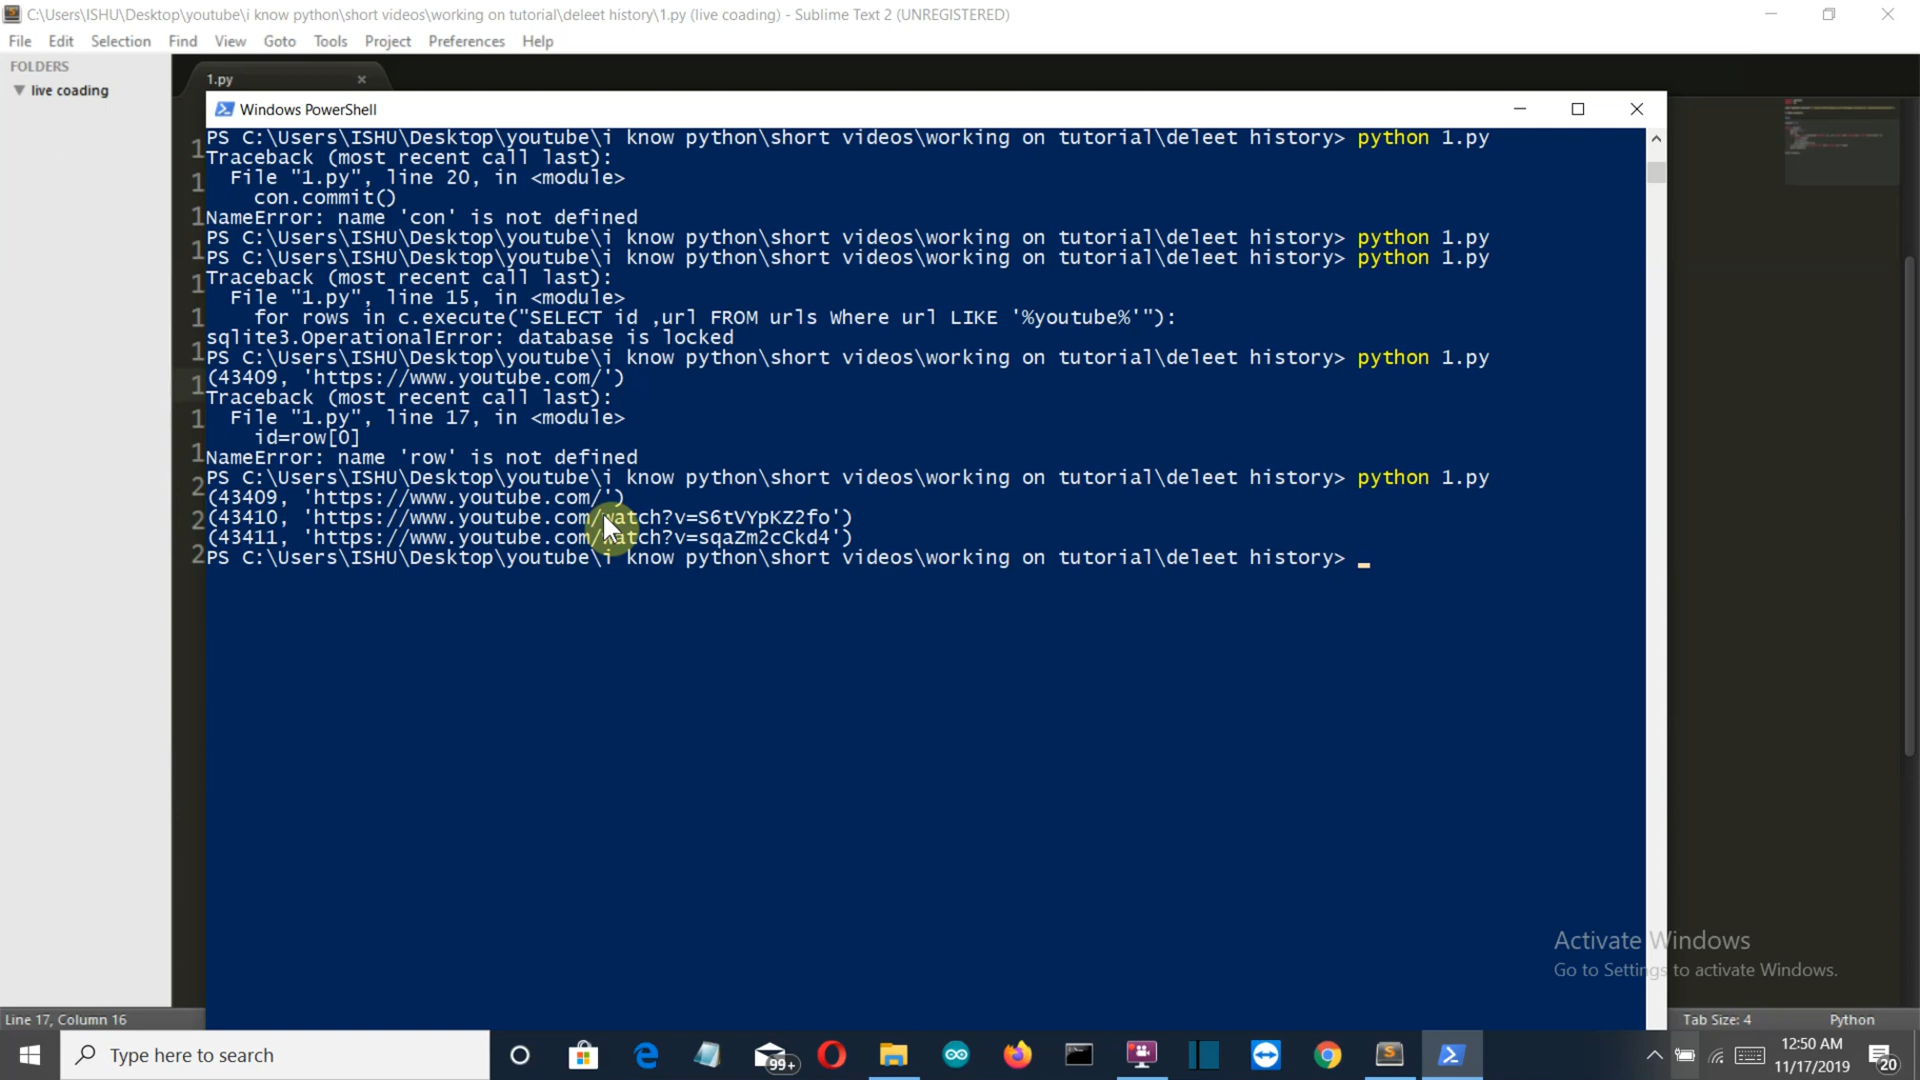 C:\Users\ISHU\Desktop\youtube\i know python\short videos\working on tutorial\deleet history\1.py (live coading) - Sublime Text 2 (UNREGISTERED)
File Edit Selection Find View Goto Tools Project Preferences Help
FOLDERS
live coading
1.py
Windows PowerShell
PS C:\Users\ISHU\Desktop\youtube\i know python\short videos\working on tutorial\deleet history> python 1.py
Traceback (most recent call last):
  File "1.py", line 20, in <module>
    con.commit()
NameError: name 'con' is not defined
PS C:\Users\ISHU\Desktop\youtube\i know python\short videos\working on tutorial\deleet history> python 1.py
PS C:\Users\ISHU\Desktop\youtube\i know python\short videos\working on tutorial\deleet history> python 1.py
Traceback (most recent call last):
  File "1.py", line 15, in <module>
    for rows in c.execute("SELECT id ,url FROM urls Where url LIKE '%youtube%'"):
sqlite3.OperationalError: database is locked
PS C:\Users\ISHU\Desktop\youtube\i know python\short videos\working on tutorial\deleet history> python 1.py
(43409, 'https://www.youtube.com/')
Traceback (most recent call last):
  File "1.py", line 17, in <module>
    id=row[0]
NameError: name 'row' is not defined
PS C:\Users\ISHU\Desktop\youtube\i know python\short videos\working on tutorial\deleet history> python 1.py
(43409, 'https://www.youtube.com/')
(43410, 'https://www.youtube.com/watch?v=S6tVYpKZ2fo')
(43411, 'https://www.youtube.com/watch?v=sqaZm2cCkd4')
PS C:\Users\ISHU\Desktop\youtube\i know python\short videos\working on tutorial\deleet history>
Activate Windows
Go to Settings to activate Windows.
Line 17, Column 16
Tab Size: 4
Python
Type here to search
99+
12:50 AM
11/17/2019
20